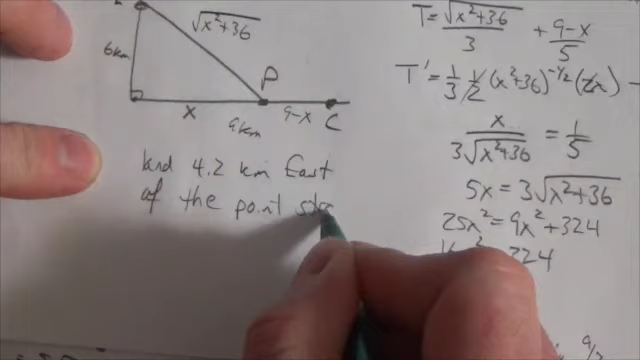 √x²+36
6km
P
x
9-x
9km
C
land 4.2 km East
of the point
T = √x²+36/3 + 9-x/5
T' = 1/3 1/2 (x²+36)^-1/2 (2x) -
x/3√x²+36 = 1/5
5x = 3√x²+36
25x² = 9x² + 324